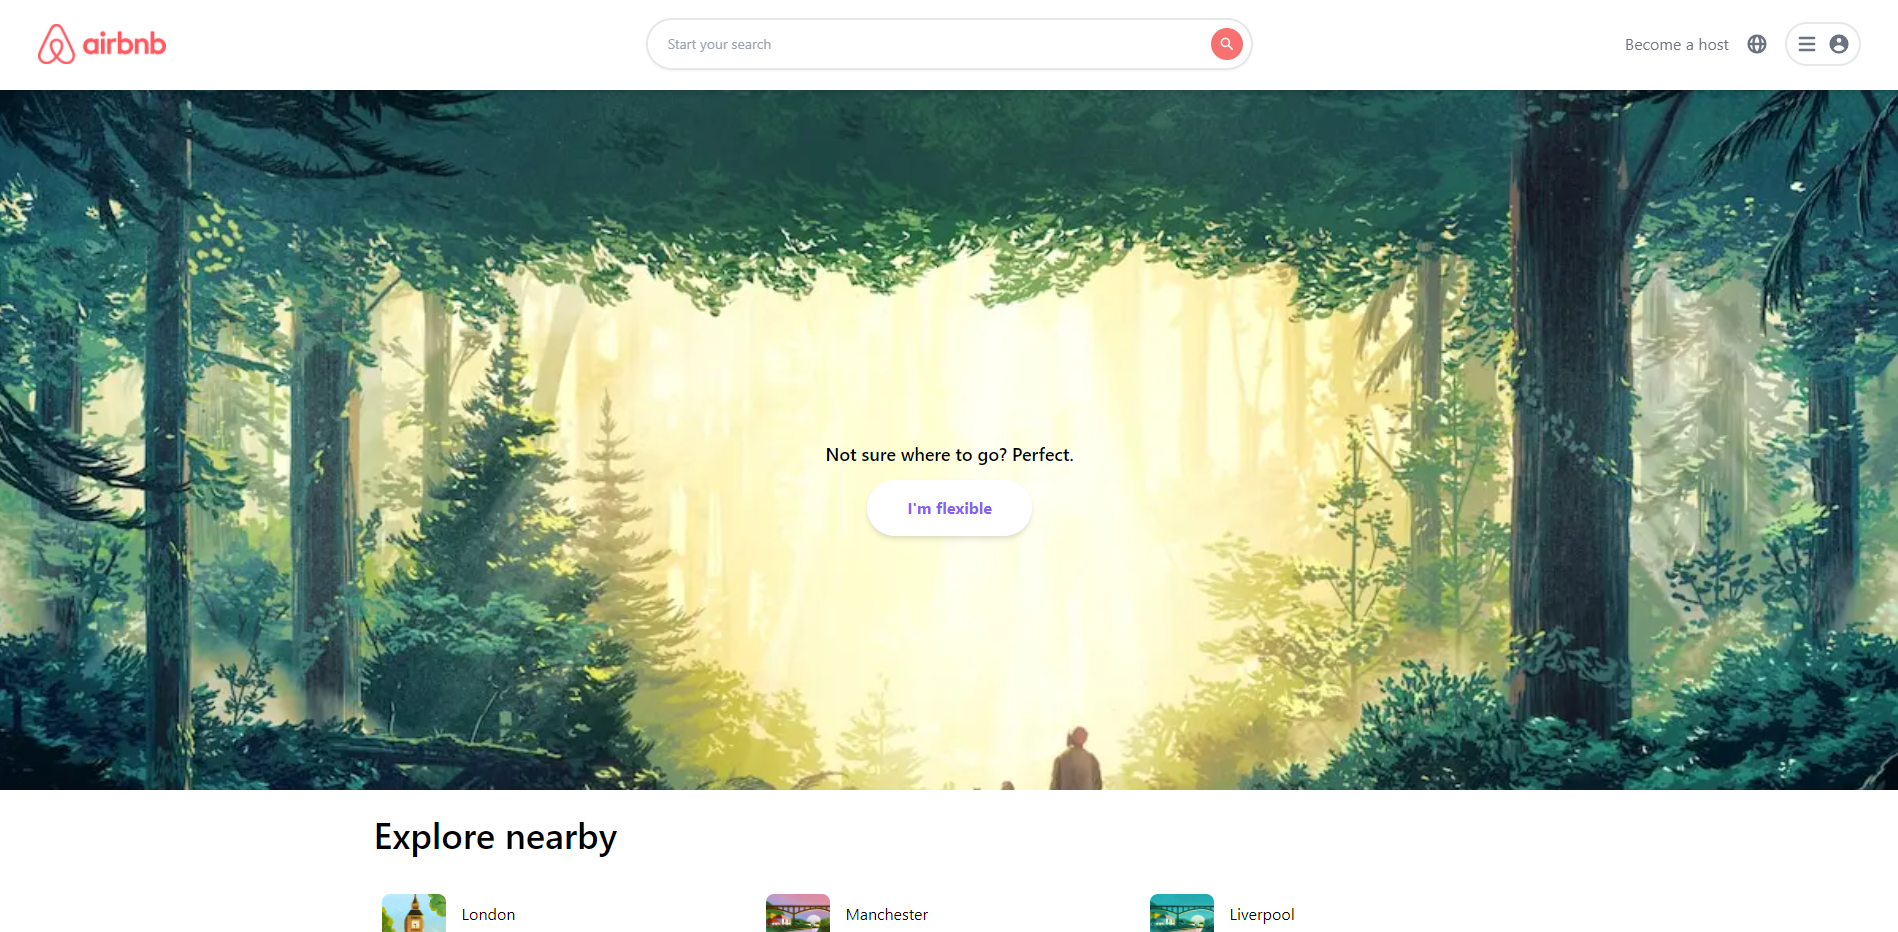 airbnb
Start your search
Become a host
Not sure where to go? Perfect.
I'm flexible
Explore nearby
London
Manchester
Liverpool